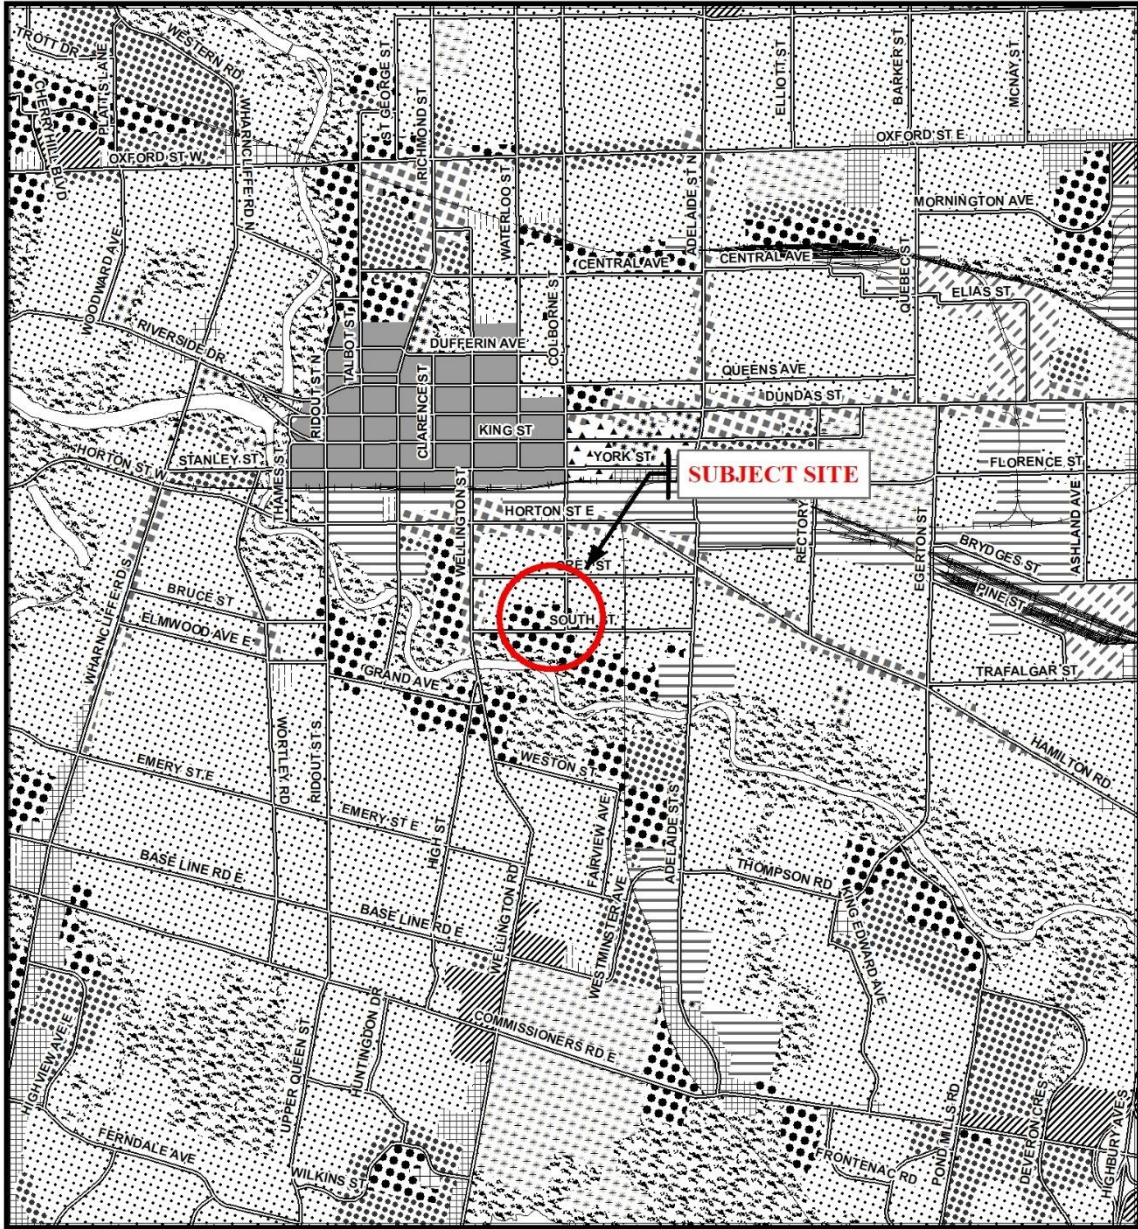 TROTT DR
PLATTS LANE
WESTERN RD
CHERRYHILL BLVD
WHARNCLIFFE RD N
OXFORD ST W
ST GEORGE ST
RICHMOND ST
WATERLOO ST
ELLIOTT ST
BARKER ST
MCNAY ST
OXFORD ST E
ADELAIDE ST N
MORNINGTON AVE
WOODWARD AVE
CENTRAL AVE
CENTRAL AVE
QUEBEC ST
ELIAS ST
COLBORNE ST
RIVERSIDE DR
TALBOT ST
DUFFERIN AVE
RIDOUT ST N
CLARENCE ST
QUEENS AVE
DUNDAS ST
KING ST
YORK ST
STANLEY ST
HORTON ST W
THAMES ST
SUBJECT SITE
FLORENCE ST
WELLINGTON ST
HORTON ST E
RECTORY
EGERTON ST
ASHLAND AVE
BRYDGES ST
PINE ST
GREY ST
BRUCE ST
ELMWOOD AVE E
SOUTH ST
WHARNCLIFFE RD S
GRAND AVE
TRAFALGAR ST
WORTLEY RD
RIDOUT ST S
HAMILTON RD
EMERY ST E
WESTON ST
EMERY ST E
HIGH ST
FAIRVIEW AVE
ADELAIDE ST S
BASE LINE RD E
THOMPSON RD
BASE LINE RD E
WELLINGTON RD
WESTMINSTER AVE
KING EDWARD AVE
HIGHVIEW AVE E
UPPER QUEEN ST
HUNTINGDON DR
COMMISSIONERS RD E
POND MILLS RD
DEVERON CRES
HIGHBURY AVE S
FERNDALE AVE
WILKINS ST
FRONTENAC RD